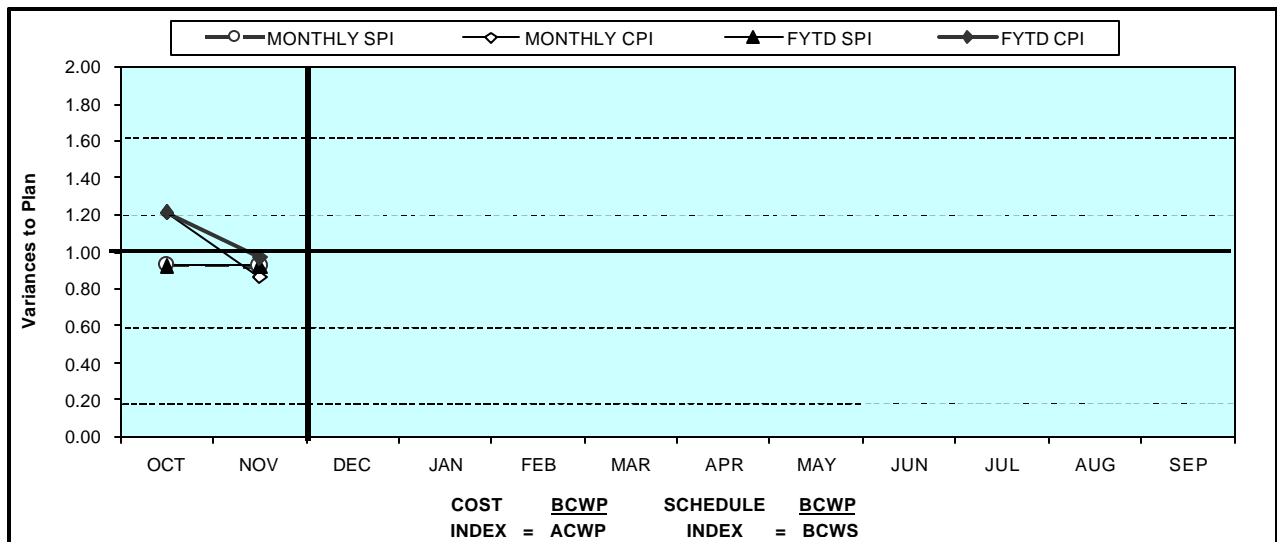 MONTHLY SPI MONTHLY CPI FYTD SPI FYTD CPI
Variances to Plan
2.00
1.80
1.60
1.40
1.20
1.00
0.80
0.60
0.40
0.20
0.00
OCT NOV DEC JAN FEB MAR APR MAY JUN JUL AUG SEP
COST BCWP SCHEDULE BCWP
INDEX = ACWP INDEX = BCWS